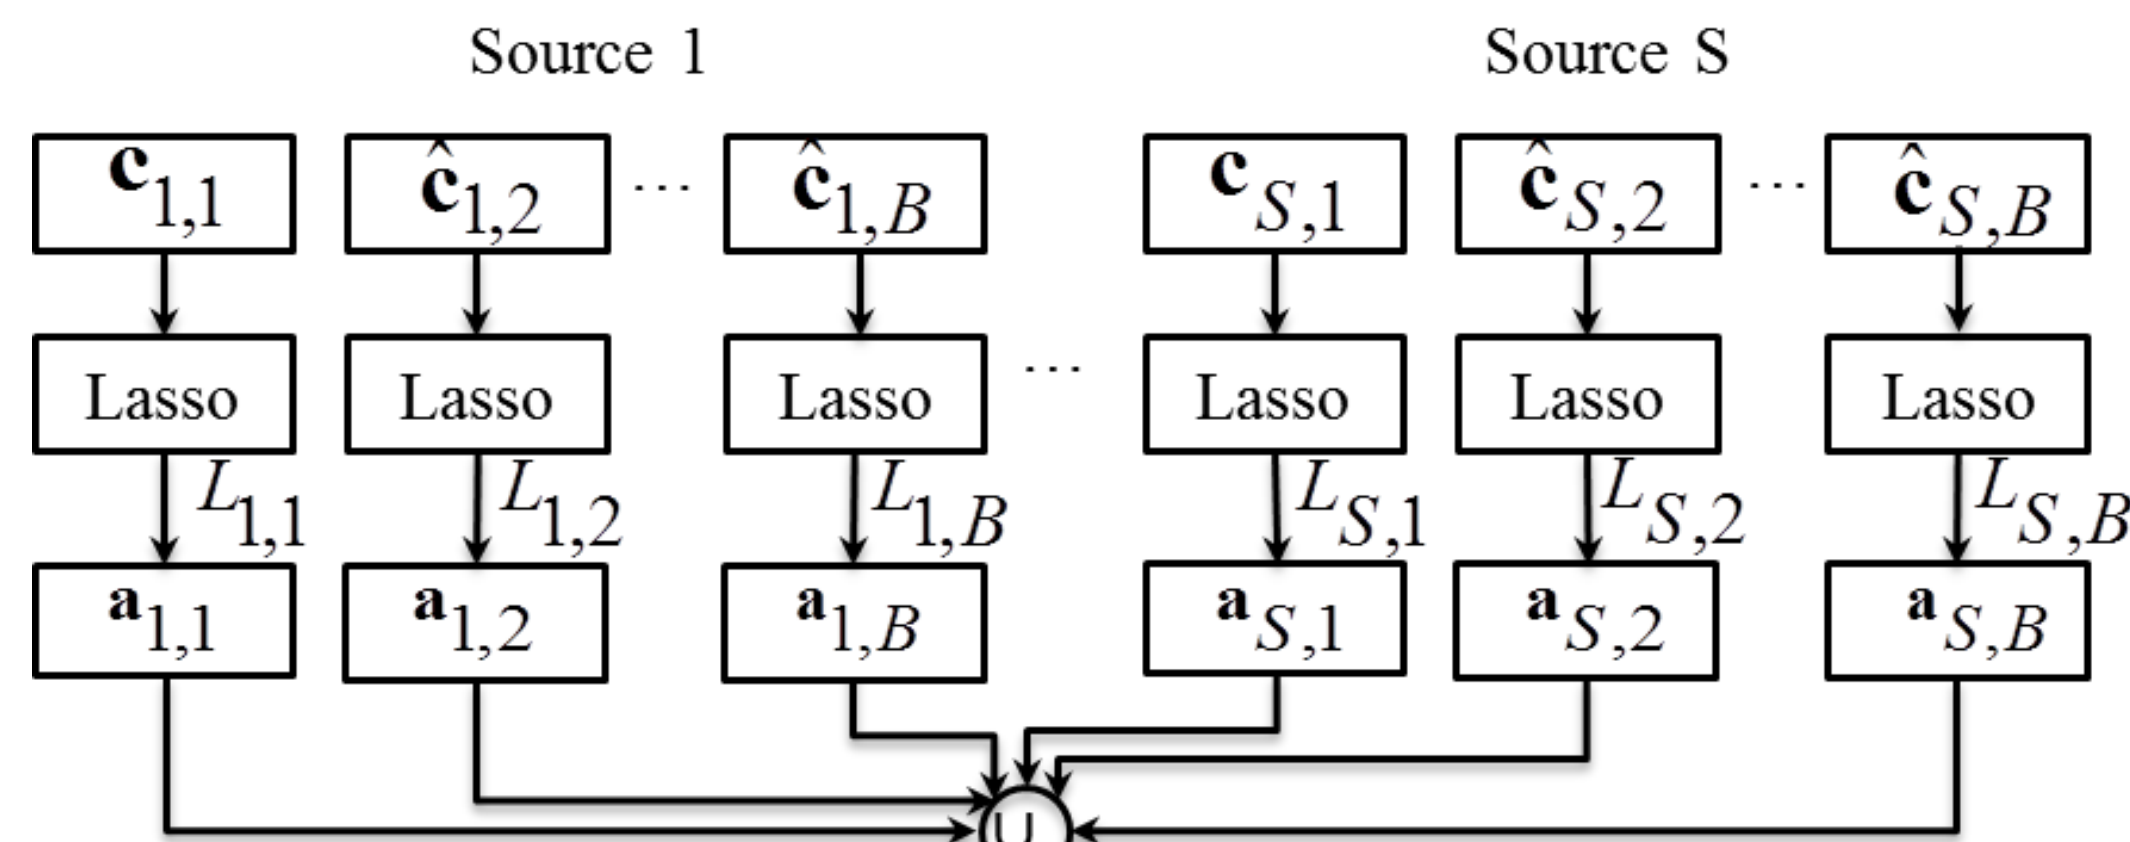 Source 1 Source S
c1,1 ĉ1,2 … ĉ1,B cS,1 ĉS,2 … ĉS,B
Lasso Lasso Lasso … Lasso Lasso Lasso
L1,1 L1,2 L1,B LS,1 LS,2 LS,B
a1,1 a1,2 a1,B aS,1 aS,2 aS,B
U